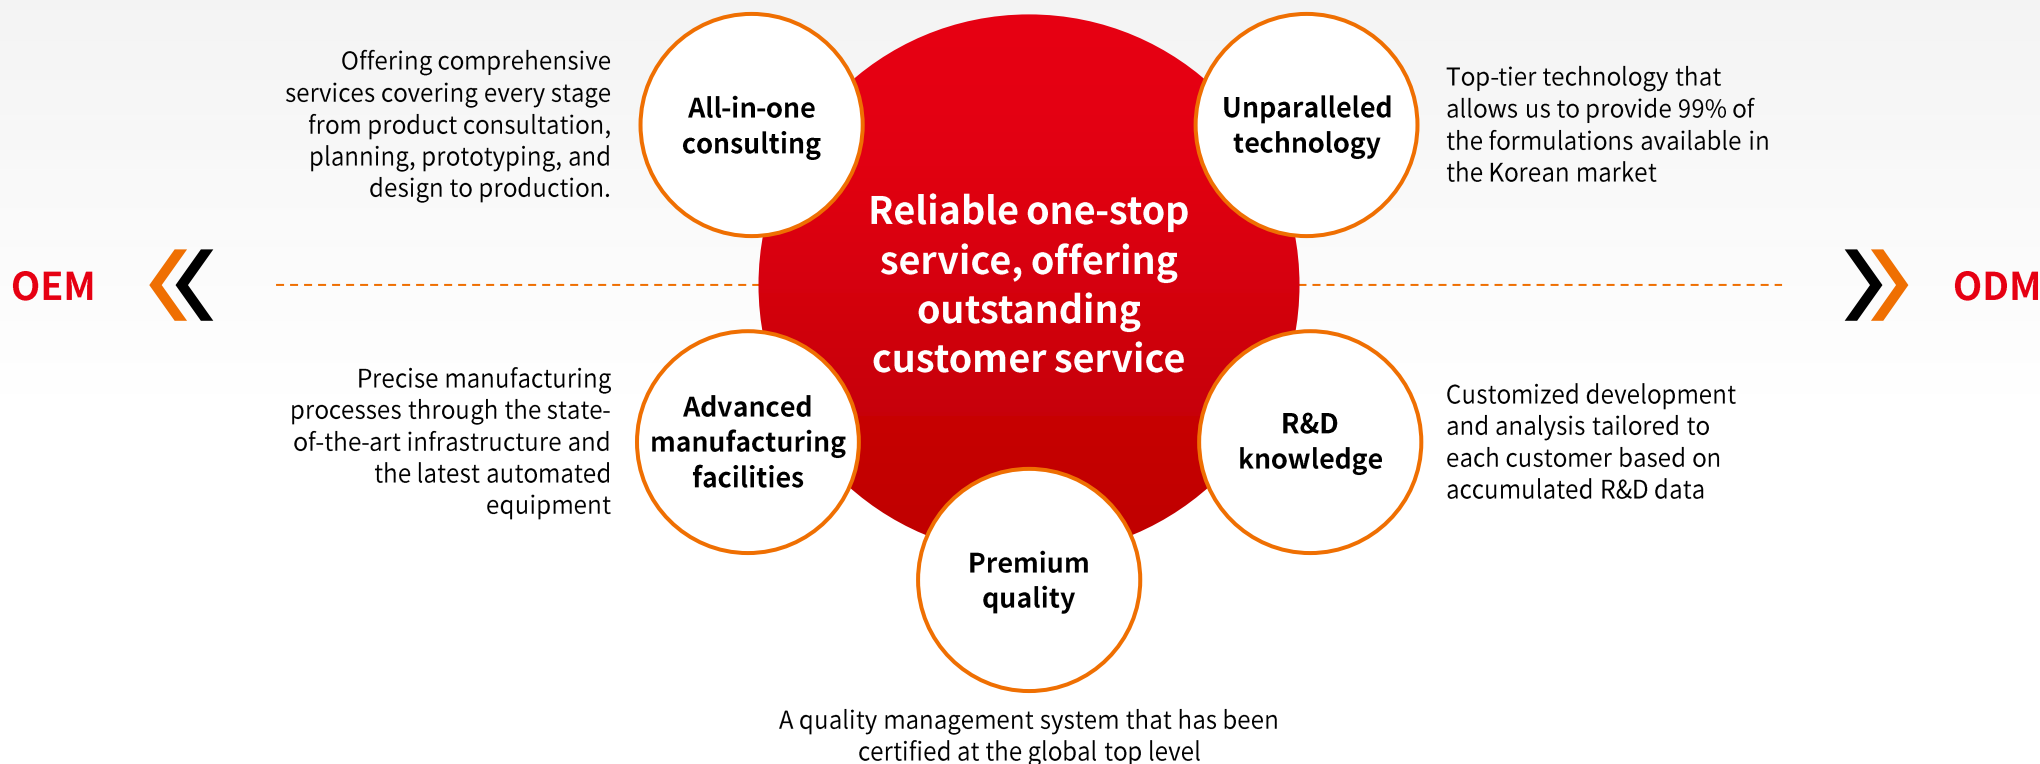 Offering comprehensive
services covering every stage
from product consultation,
planning, prototyping, and
design to production.
All-in-one
consulting
Unparalleled
technology
Top-tier technology that
allows us to provide 99% of
the formulations available in
the Korean market
OEM
Reliable one-stop
service, offering
outstanding
customer service
ODM
Precise manufacturing
processes through the state-
of-the-art infrastructure and
the latest automated
equipment
Advanced
manufacturing
facilities
R&D
knowledge
Customized development
and analysis tailored to
each customer based on
accumulated R&D data
Premium
quality
A quality management system that has been
certified at the global top level